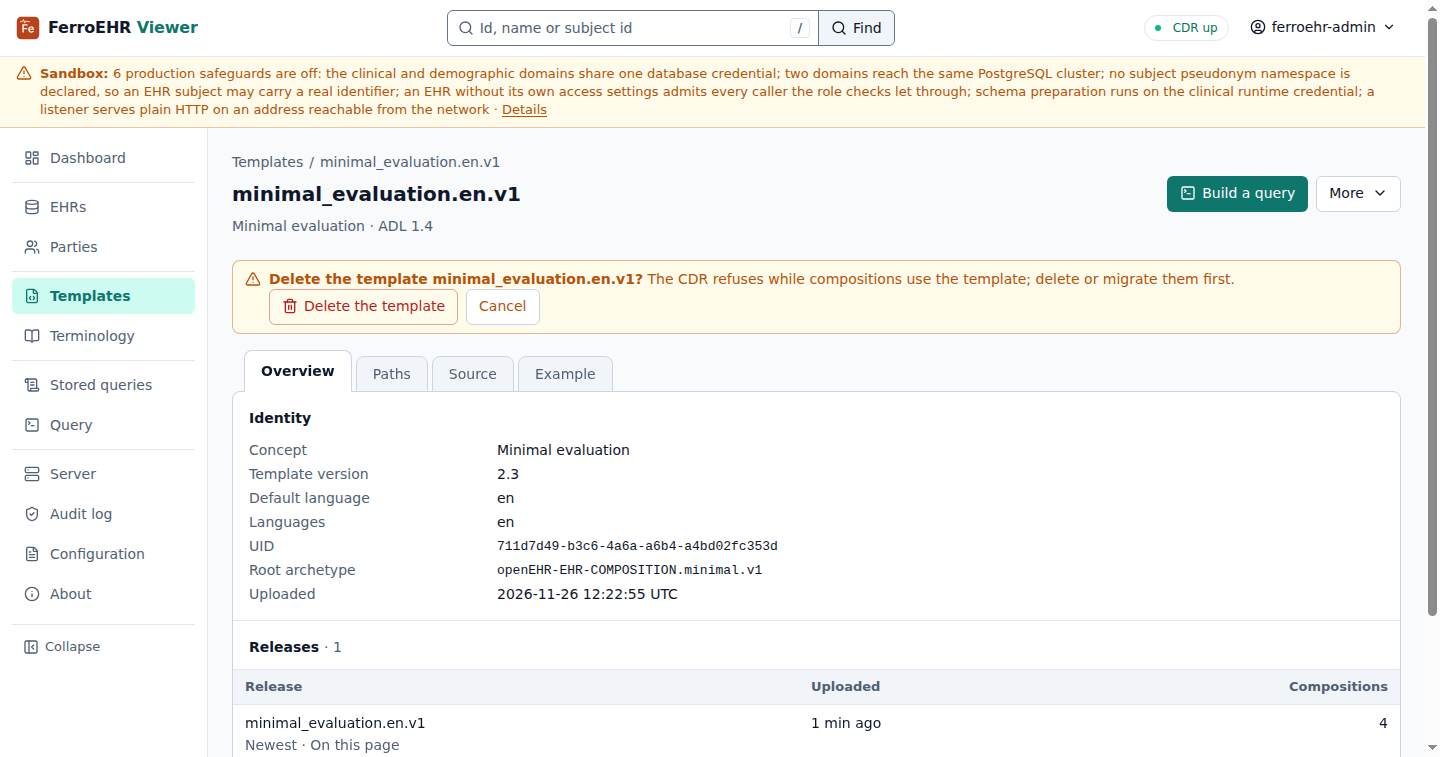 FerroEHR Viewer
Id, name or subject id
/
Find
CDR up
ferroehr-admin
Sandbox: 6 production safeguards are off: the clinical and demographic domains share one database credential; two domains reach the same PostgreSQL cluster; no subject pseudonym namespace is
declared, so an EHR subject may carry a real identifier; an EHR without its own access settings admits every caller the role checks let through; schema preparation runs on the clinical runtime credential; a
listener serves plain HTTP on an address reachable from the network · Details
Dashboard
EHRs
Parties
Templates
Terminology
Stored queries
Query
Server
Audit log
Configuration
About
Collapse
Templates / minimal_evaluation.en.v1
minimal_evaluation.en.v1
Build a query
More
Minimal evaluation · ADL 1.4
Delete the template minimal_evaluation.en.v1? The CDR refuses while compositions use the template; delete or migrate them first.
Delete the template
Cancel
Overview
Paths
Source
Example
Identity
Concept Minimal evaluation
Template version 2.3
Default language en
Languages en
UID 711d7d49-b3c6-4a6a-a6b4-a4bd02fc353d
Root archetype openEHR-EHR-COMPOSITION.minimal.v1
Uploaded 2026-11-26 12:22:55 UTC
Releases · 1
Release Uploaded Compositions
minimal_evaluation.en.v1 1 min ago 4
Newest · On this page